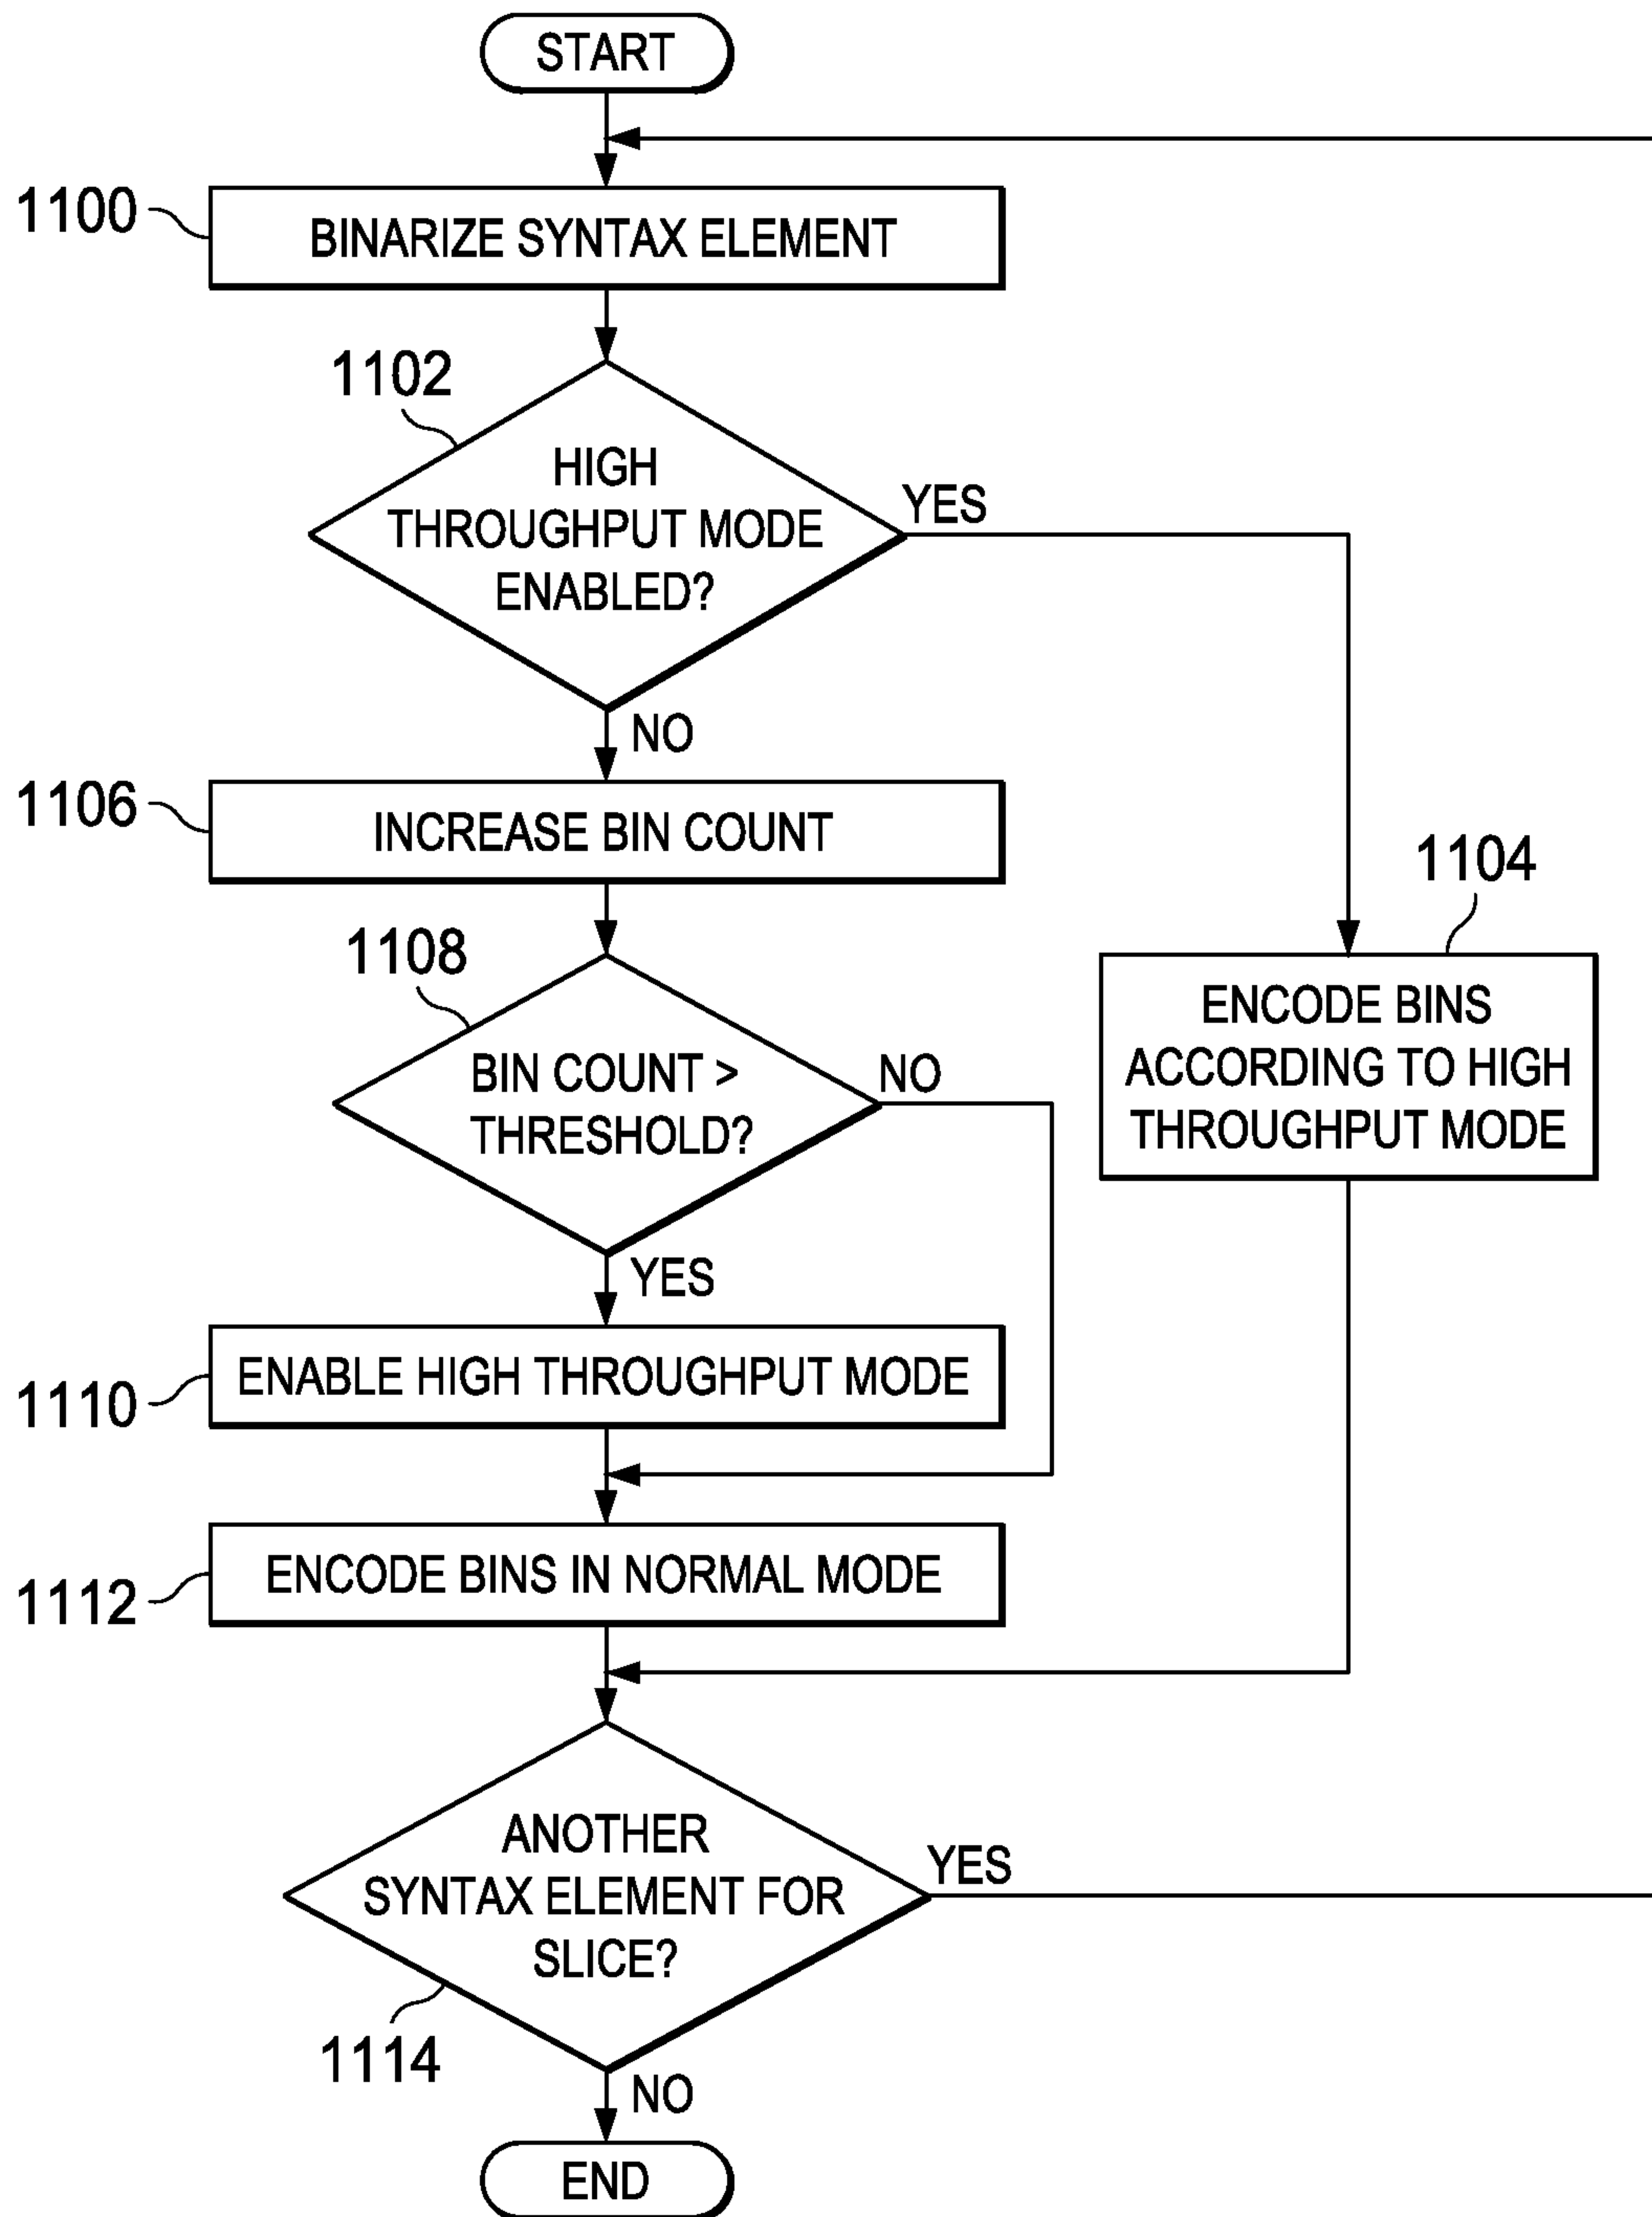 START
1100
BINARIZE SYNTAX ELEMENT
1102
HIGH
THROUGHPUT MODE
ENABLED?
YES
NO
1106
INCREASE BIN COUNT
1104
ENCODE BINS
ACCORDING TO HIGH
THROUGHPUT MODE
1108
BIN COUNT >
THRESHOLD?
NO
YES
1110
ENABLE HIGH THROUGHPUT MODE
1112
ENCODE BINS IN NORMAL MODE
ANOTHER
SYNTAX ELEMENT FOR
SLICE?
YES
1114
NO
END